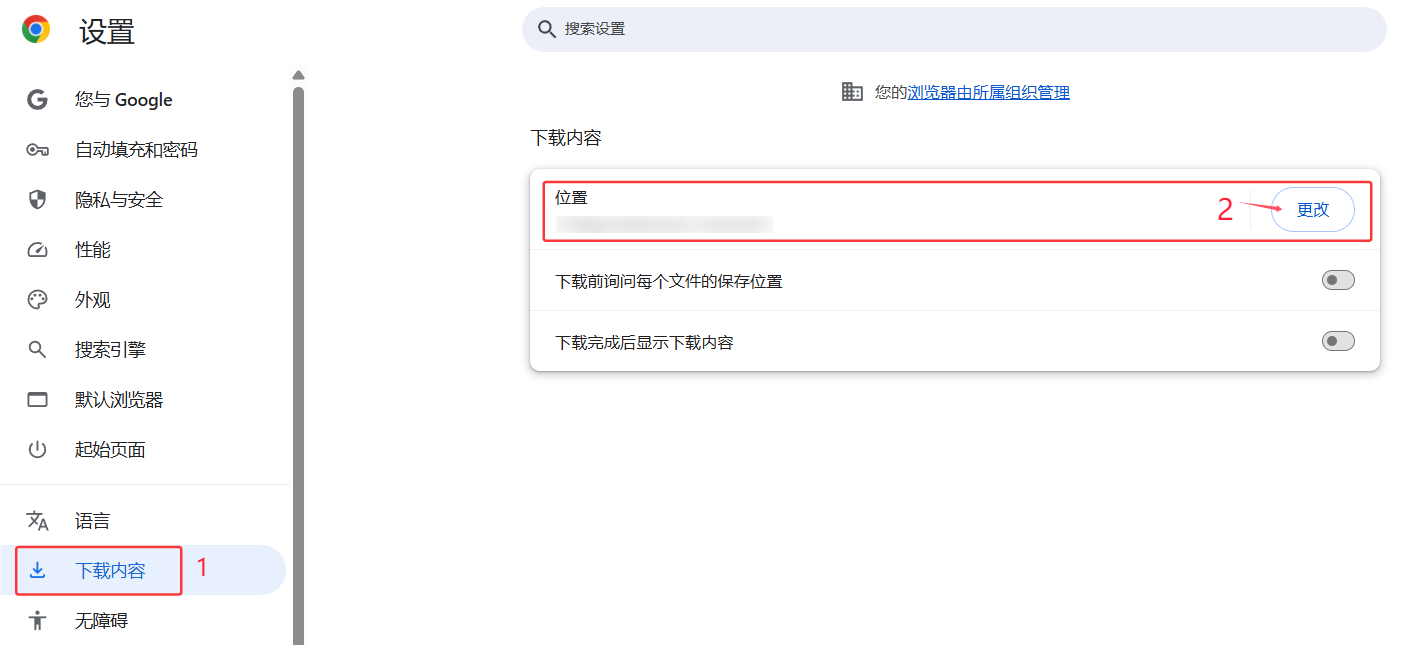 设置
搜索设置
您与 Google
自动填充和密码
隐私与安全
性能
外观
搜索引擎
默认浏览器
起始页面
语言
下载内容
1
无障碍
您的浏览器由所属组织管理
下载内容
位置
2
更改
下载前询问每个文件的保存位置
下载完成后显示下载内容